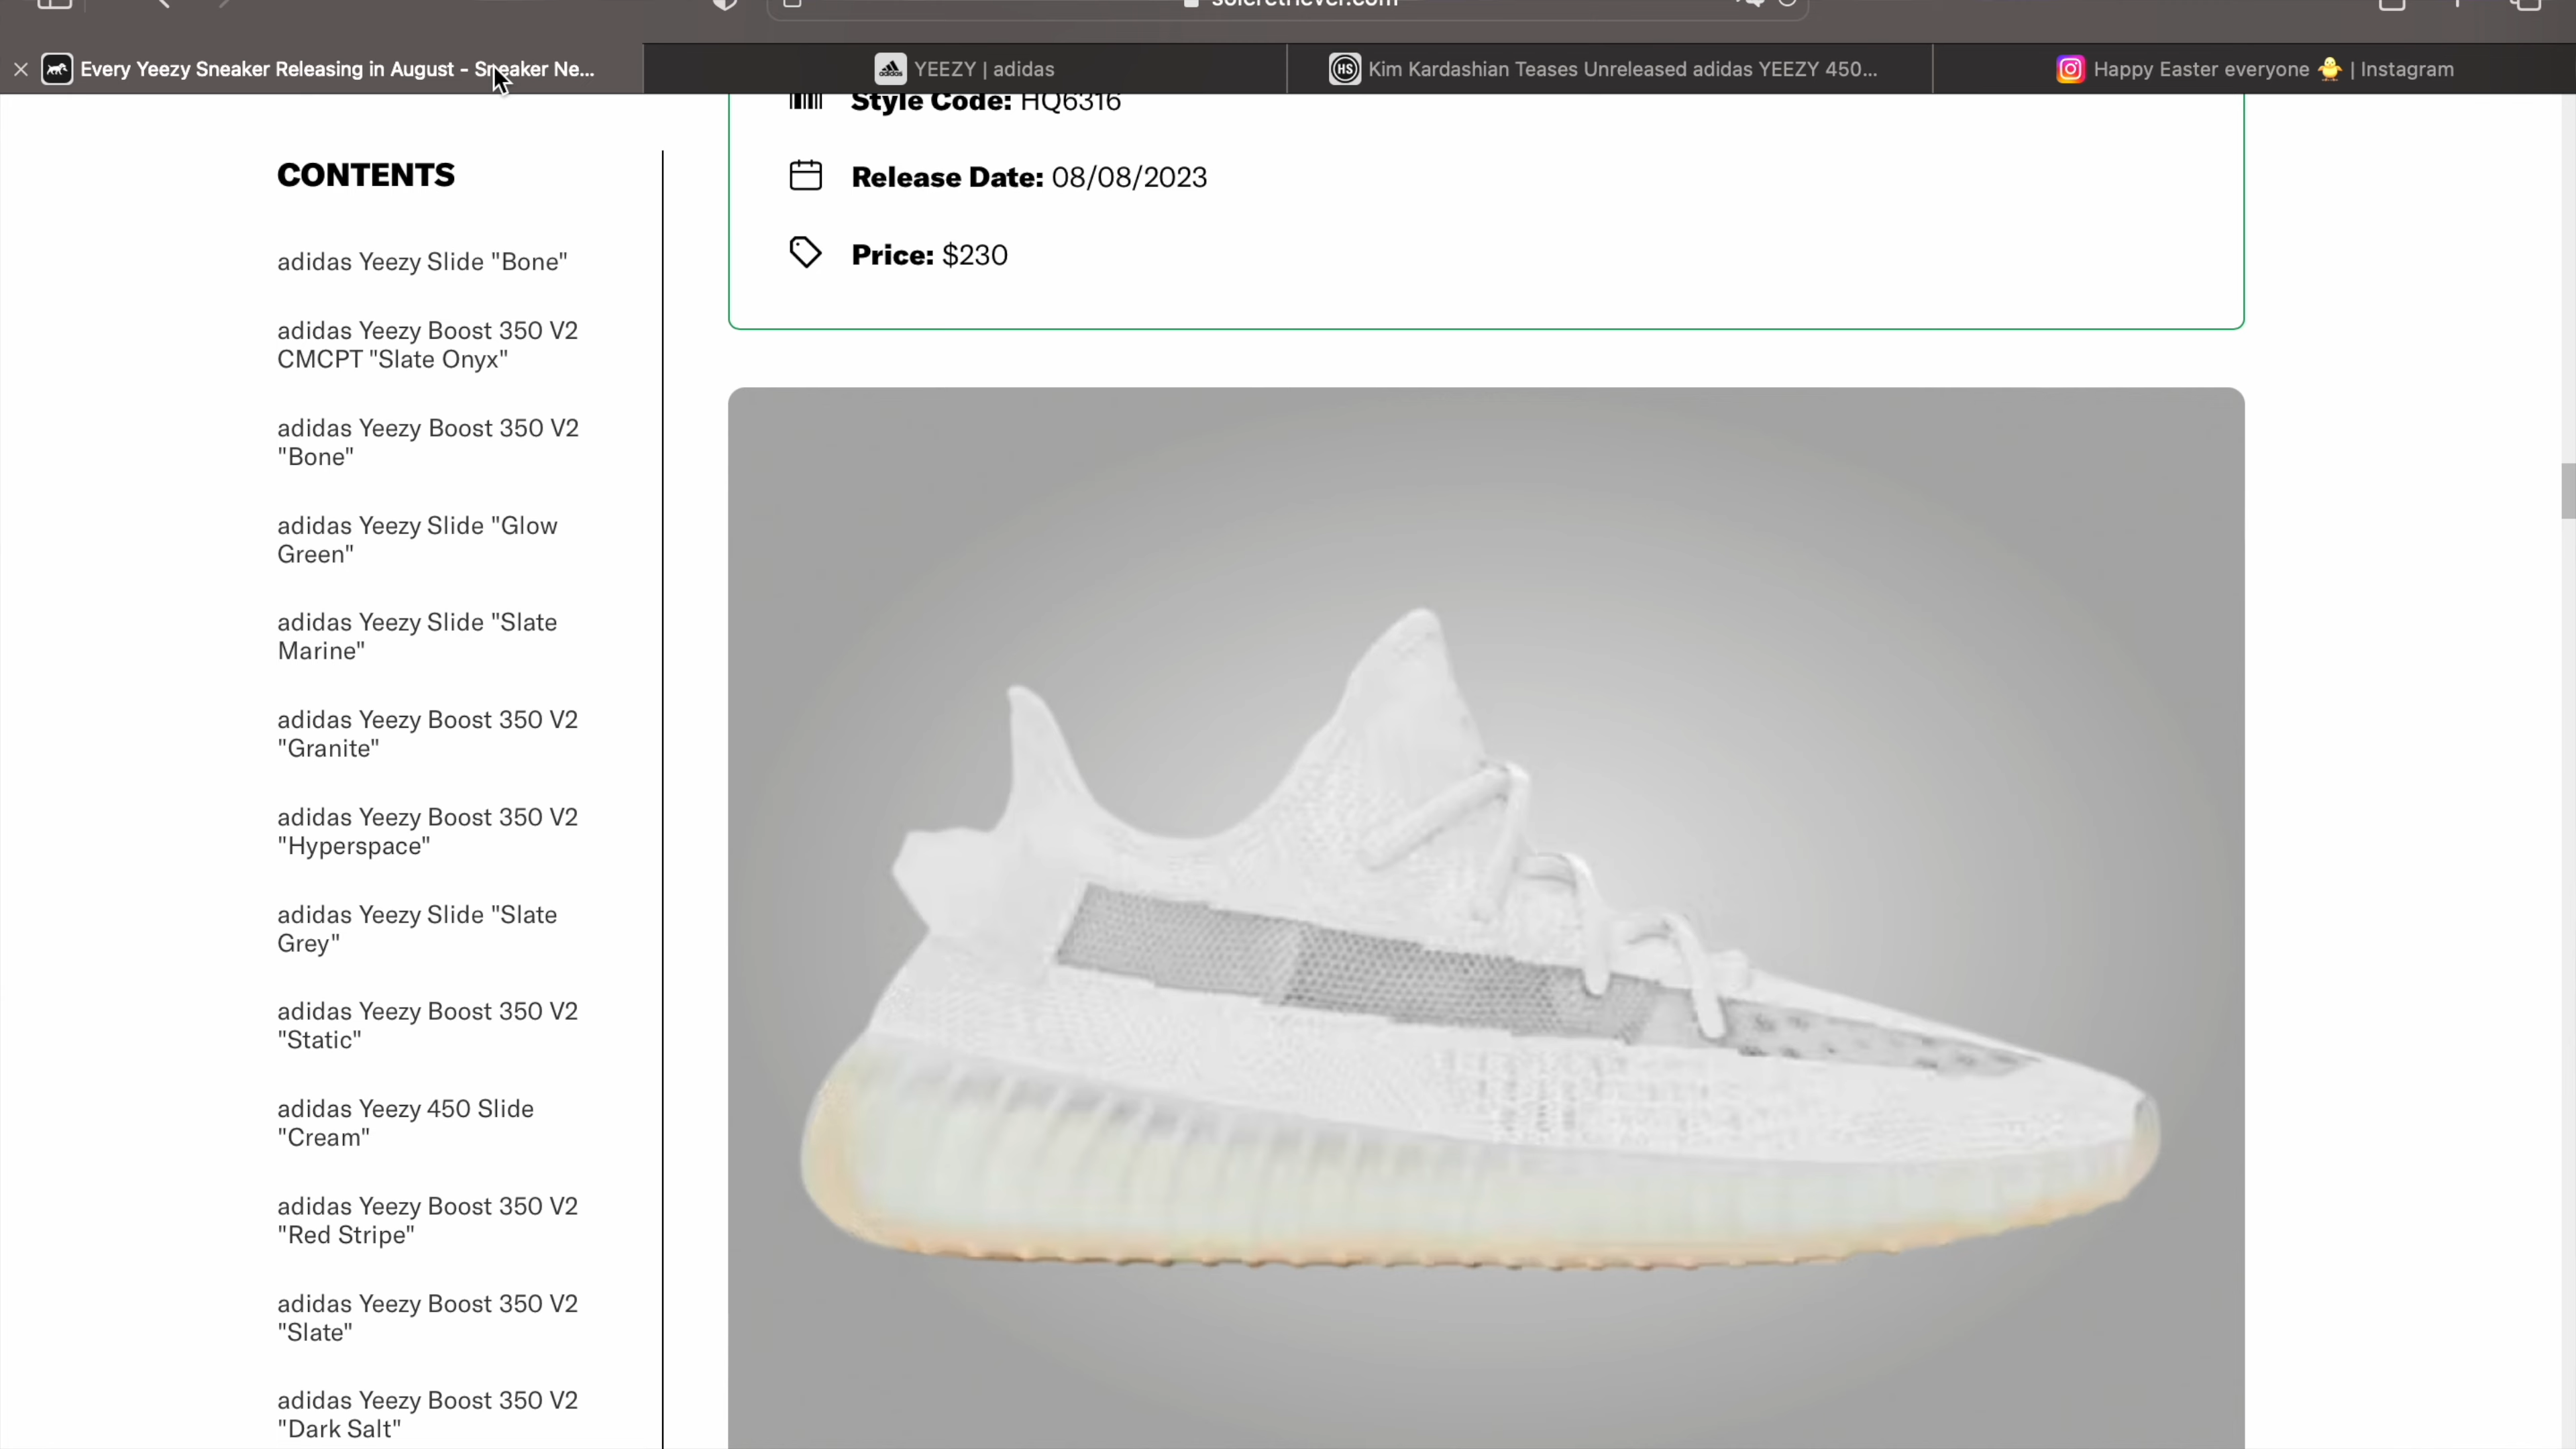 Every Yeezy Sneaker Releasing in August - Sneaker Ne...
YEEZY | adidas
HS
Kim Kardashian Teases Unreleased adidas YEEZY 450...
Happy Easter everyone 🐥 | Instagram
CONTENTS
adidas Yeezy Slide "Bone"
adidas Yeezy Boost 350 V2
CMCPT "Slate Onyx"
adidas Yeezy Boost 350 V2
"Bone"
adidas Yeezy Slide "Glow
Green"
adidas Yeezy Slide "Slate
Marine"
adidas Yeezy Boost 350 V2
"Granite"
adidas Yeezy Boost 350 V2
"Hyperspace"
adidas Yeezy Slide "Slate
Grey"
adidas Yeezy Boost 350 V2
"Static"
adidas Yeezy 450 Slide
"Cream"
adidas Yeezy Boost 350 V2
"Red Stripe"
adidas Yeezy Boost 350 V2
"Slate"
adidas Yeezy Boost 350 V2
"Dark Salt"
Style Code: HQ6316
Release Date: 08/08/2023
Price: $230